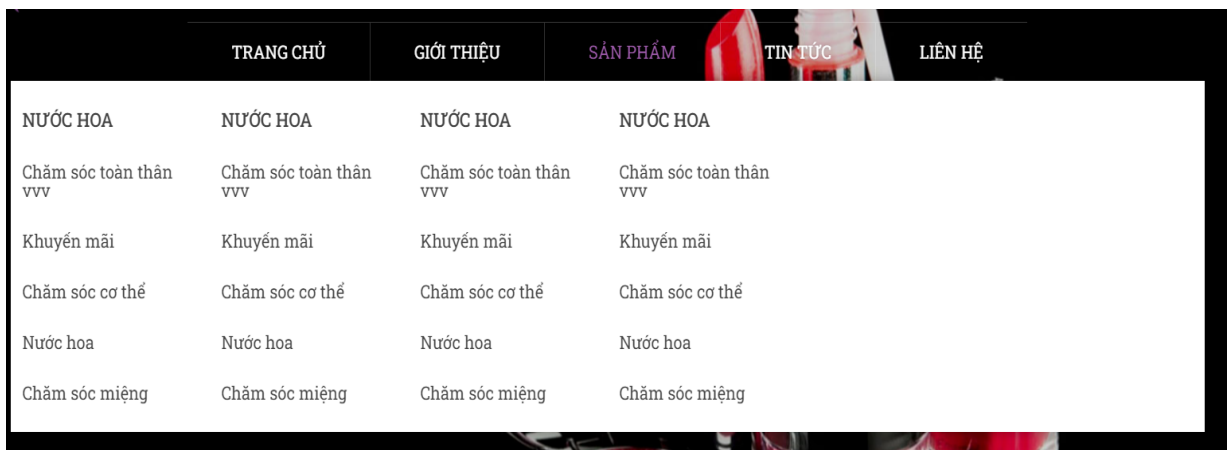 TRANG CHỦ GIỚI THIỆU SẢN PHẨM TIN TỨC LIÊN HỆ
NƯỚC HOA NƯỚC HOA NƯỚC HOA NƯỚC HOA
Chăm sóc toàn thân Chăm sóc toàn thân Chăm sóc toàn thân Chăm sóc toàn thân
vvv vvv vvv vvv
Khuyến mãi Khuyến mãi Khuyến mãi Khuyến mãi
Chăm sóc cơ thể Chăm sóc cơ thể Chăm sóc cơ thể Chăm sóc cơ thể
Nước hoa Nước hoa Nước hoa Nước hoa
Chăm sóc miệng Chăm sóc miệng Chăm sóc miệng Chăm sóc miệng